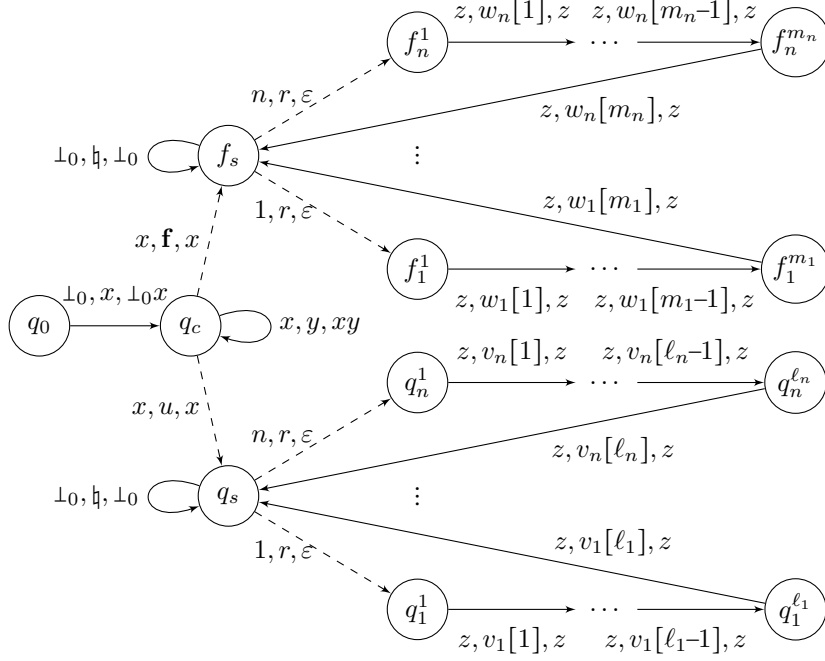 z, w_n[1], z z, w_n[m_n–1], z
f_n^1 ⋯ f_n^{m_n}
n, r, ε
z, w_n[m_n], z
⊥_0, ♮, ⊥_0 f_s ⋮
1, r, ε
z, w_1[m_1], z
x, f, x
f_1^1 ⋯ f_1^{m_1}
z, w_1[1], z z, w_1[m_1–1], z
⊥_0, x, ⊥_0x
q_0 q_c x, y, xy
z, v_n[1], z z, v_n[ℓ_n–1], z
q_n^1 ⋯ q_n^{ℓ_n}
x, u, x
n, r, ε
z, v_n[ℓ_n], z
⊥_0, ♮, ⊥_0 q_s ⋮
1, r, ε
z, v_1[ℓ_1], z
q_1^1 ⋯ q_1^{ℓ_1}
z, v_1[1], z z, v_1[ℓ_1–1], z